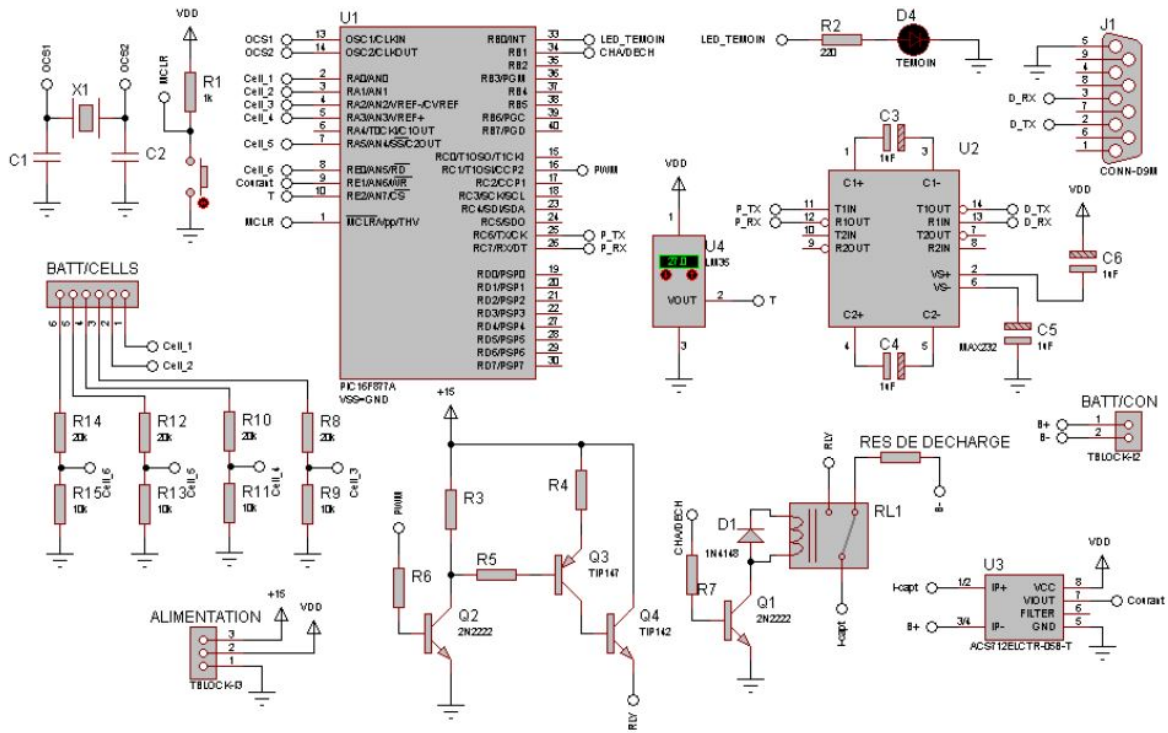 OCS1
OCS2
X1
C1
C2
VDD
MCLR
R1
1k
U1
OCS1 13 OSC1/CLKIN
OCS2 14 OSC2/CLKOUT
Cell_1 2 RA0/AN0
Cell_2 3 RA1/AN1
Cell_3 4 RA2/AN2/VREF-/CVREF
Cell_4 5 RA3/AN3/VREF+
6 RA4/T0CKI/C1OUT
Cell_5 7 RA5/AN4/SS/C2OUT
Cell_6 8 RE0/AN5/RD
Courant 9 RE1/AN6/WR
T 10 RE2/AN7/CS
MCLR 1 MCLR/Vpp/THV
RB0/INT 33 LED_TEMOIN
RB1 34 CHA/DECH
RB2 35
RB3/PGM 36
RB4 37
RB5 38
RB6/PGC 39
RB7/PGD 40
RC0/T1OSO/T1CKI 15
RC1/T1OSI/CCP2 16 PWM
RC2/CCP1 17
RC3/SCK/SCL 18
RC4/SDI/SDA 23
RC5/SDO 24
RC6/TX/CK 25 P_TX
RC7/RX/DT 26 P_RX
RD0/PSP0 19
RD1/PSP1 20
RD2/PSP2 21
RD3/PSP3 22
RD4/PSP4 27
RD5/PSP5 28
RD6/PSP6 29
RD7/PSP7 30
PIC16F877A
VSS=GND
LED_TEMOIN
R2
220
D4
TEMOIN
J1
5
9
4
8
D_RX 3
7
D_TX 2
6
1
CONN-D9M
C3
1uF
1
3
U2
C1+ C1-
P_TX 11 T1IN
P_RX 12 R1OUT
10 T2IN
9 R2OUT
T1OUT 14 D_TX
R1IN 13 D_RX
T2OUT 7
R2IN 8
VS+ 2
VS- 6
C2+ C2-
4
5
MAX232
C4
1uF
C5
1uF
VDD
C6
1uF
VDD
1
U4
27.0
LM35
VOUT 2 T
3
BATT/CELLS
6 5 4 3 2 1
Cell_1
Cell_2
R14
20k
R15
10k
Cell_6
R12
20k
R13
10k
Cell_5
R10
20k
R11
10k
Cell_4
R8
20k
R9
10k
Cell_3
ALIMENTATION
+15
VDD
3
2
1
TBLOCK-I3
+15
PWM
R6
R3
R5
R4
Q2
2N2222
Q3
TIP147
Q4
TIP142
RLY
CHA/DECH
R7
D1
1N4148
Q1
2N2222
RLY
RL1
I-capt
RES DE DECHARGE
B-
BATT/CON
B+ 1
B- 2
TBLOCK-I2
U3
I-capt 1/2 IP+
B+ 3/4 IP-
VCC 8
VIOUT 7 Courant
FILTER 6
GND 5
ACS712ELCTR-05B-T